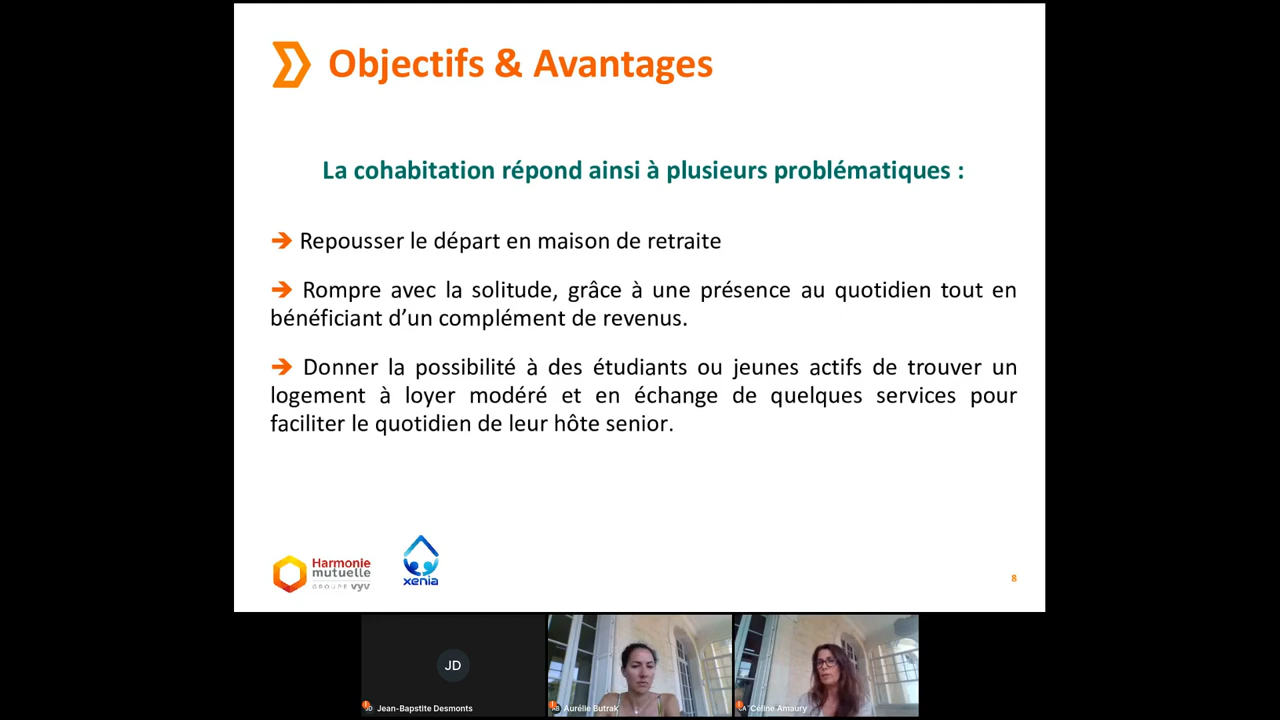 Objectifs & Avantages
La cohabitation répond ainsi à plusieurs problématiques :
➔ Repousser le départ en maison de retraite
➔ Rompre avec la solitude, grâce à une présence au quotidien tout en
bénéficiant d’un complément de revenus.
➔ Donner la possibilité à des étudiants ou jeunes actifs de trouver un
logement à loyer modéré et en échange de quelques services pour
faciliter le quotidien de leur hôte senior.
Harmonie
mutuelle
GROUPE vyv
xenia
8
JD
JD Jean-Bapstite Desmonts
AB Aurélie Butrak
CA Céline Amaury